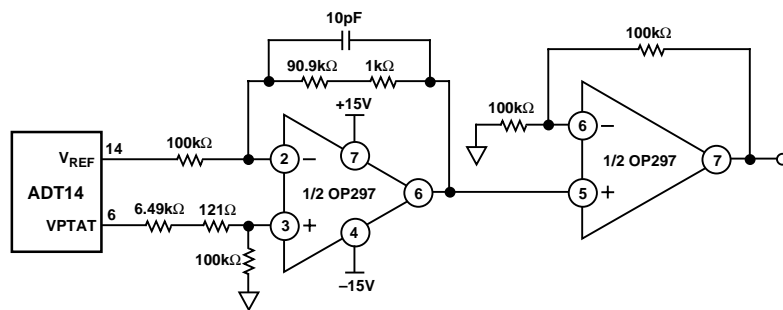 10pF
90.9kΩ 1kΩ
100kΩ
+15V
100kΩ
ADT14
VREF
14
100kΩ
2
–
7
1/2 OP297
6
6
–
1/2 OP297
7
VPTAT
6
6.49kΩ 121Ω
3
+
4
5
+
100kΩ
–15V